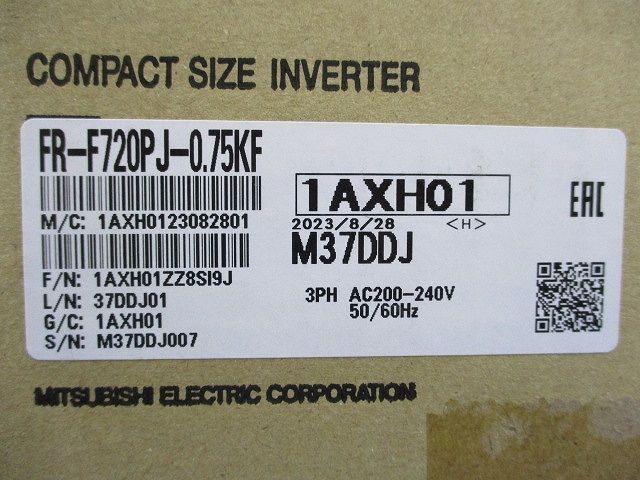 COMPACT SIZE INVERTER
FR-F720PJ-0.75KF
M/C: 1AXH0123082801
F/N: 1AXH01ZZ8SI9J
L/N: 37DDJ01
G/C: 1AXH01
S/N: M37DDJ007
1AXH01
2023/8/28 <H>
M37DDJ
3PH AC200-240V
50/60Hz
EAC
MITSUBISHI ELECTRIC CORPORATION